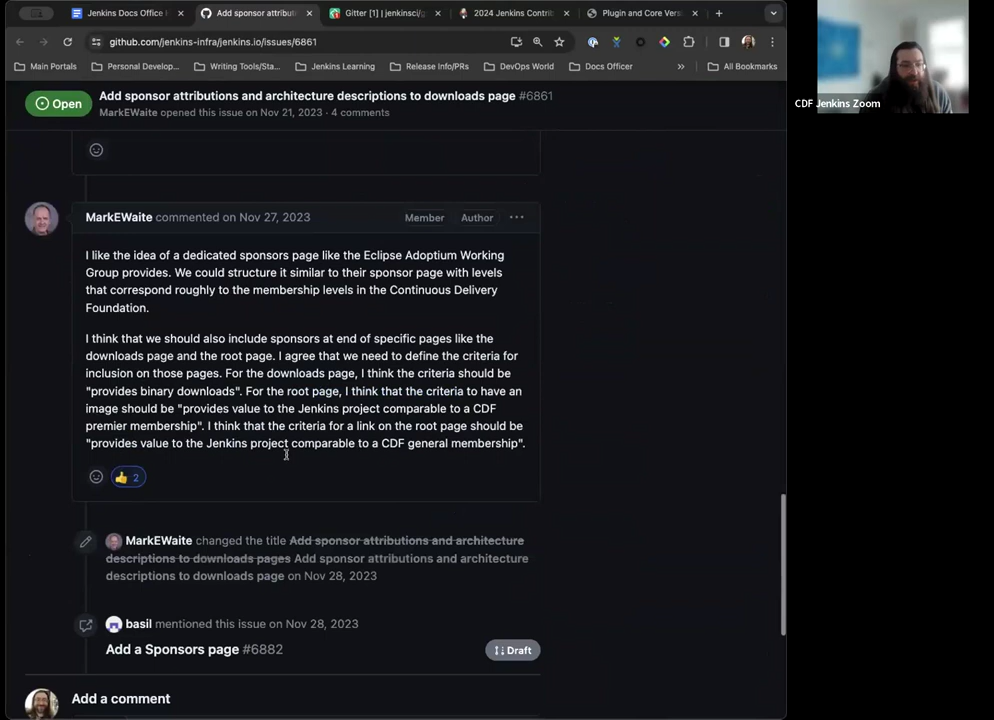 Jenkins Docs Office
Add sponsor attributi
Gitter [1] | jenkinsci/g
2024 Jenkins Contrib
Plugin and Core Vers
github.com/jenkins-infra/jenkins.io/issues/6861
Main Portals
Personal Develop...
Writing Tools/Sta...
Jenkins Learning
Release Info/PRs
DevOps World
Docs Officer
»
All Bookmarks
CDF Jenkins Zoom
Open
Add sponsor attributions and architecture descriptions to downloads page #6861
MarkEWaite opened this issue on Nov 21, 2023 · 4 comments
MarkEWaite commented on Nov 27, 2023
Member
Author
I like the idea of a dedicated sponsors page like the Eclipse Adoptium Working
Group provides. We could structure it similar to their sponsor page with levels
that correspond roughly to the membership levels in the Continuous Delivery
Foundation.
I think that we should also include sponsors at end of specific pages like the
downloads page and the root page. I agree that we need to define the criteria for
inclusion on those pages. For the downloads page, I think the criteria should be
"provides binary downloads". For the root page, I think that the criteria to have an
image should be "provides value to the Jenkins project comparable to a CDF
premier membership". I think that the criteria for a link on the root page should be
"provides value to the Jenkins project comparable to a CDF general membership".
👍 2
MarkEWaite changed the title Add sponsor attributions and architecture
descriptions to downloads pages Add sponsor attributions and architecture
descriptions to downloads page on Nov 28, 2023
basil mentioned this issue on Nov 28, 2023
Add a Sponsors page #6882
Draft
Add a comment